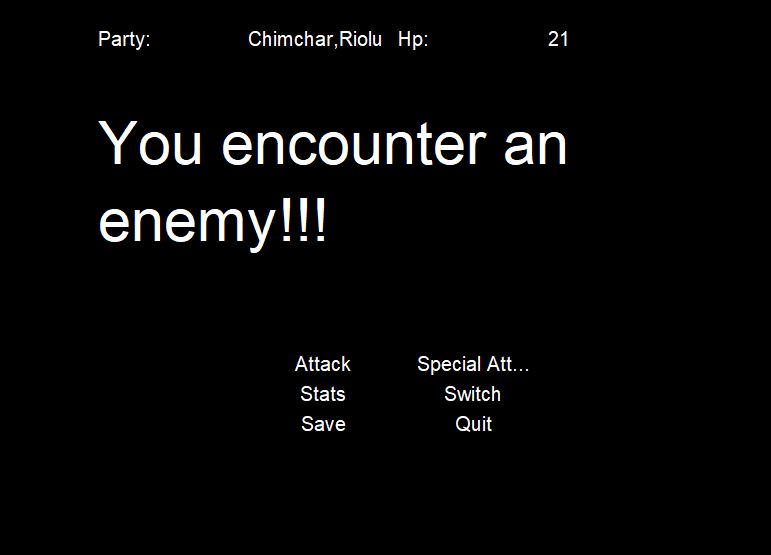 Party: Chimchar,Riolu Hp: 21
You encounter an
enemy!!!
Attack Special Att...
Stats Switch
Save Quit